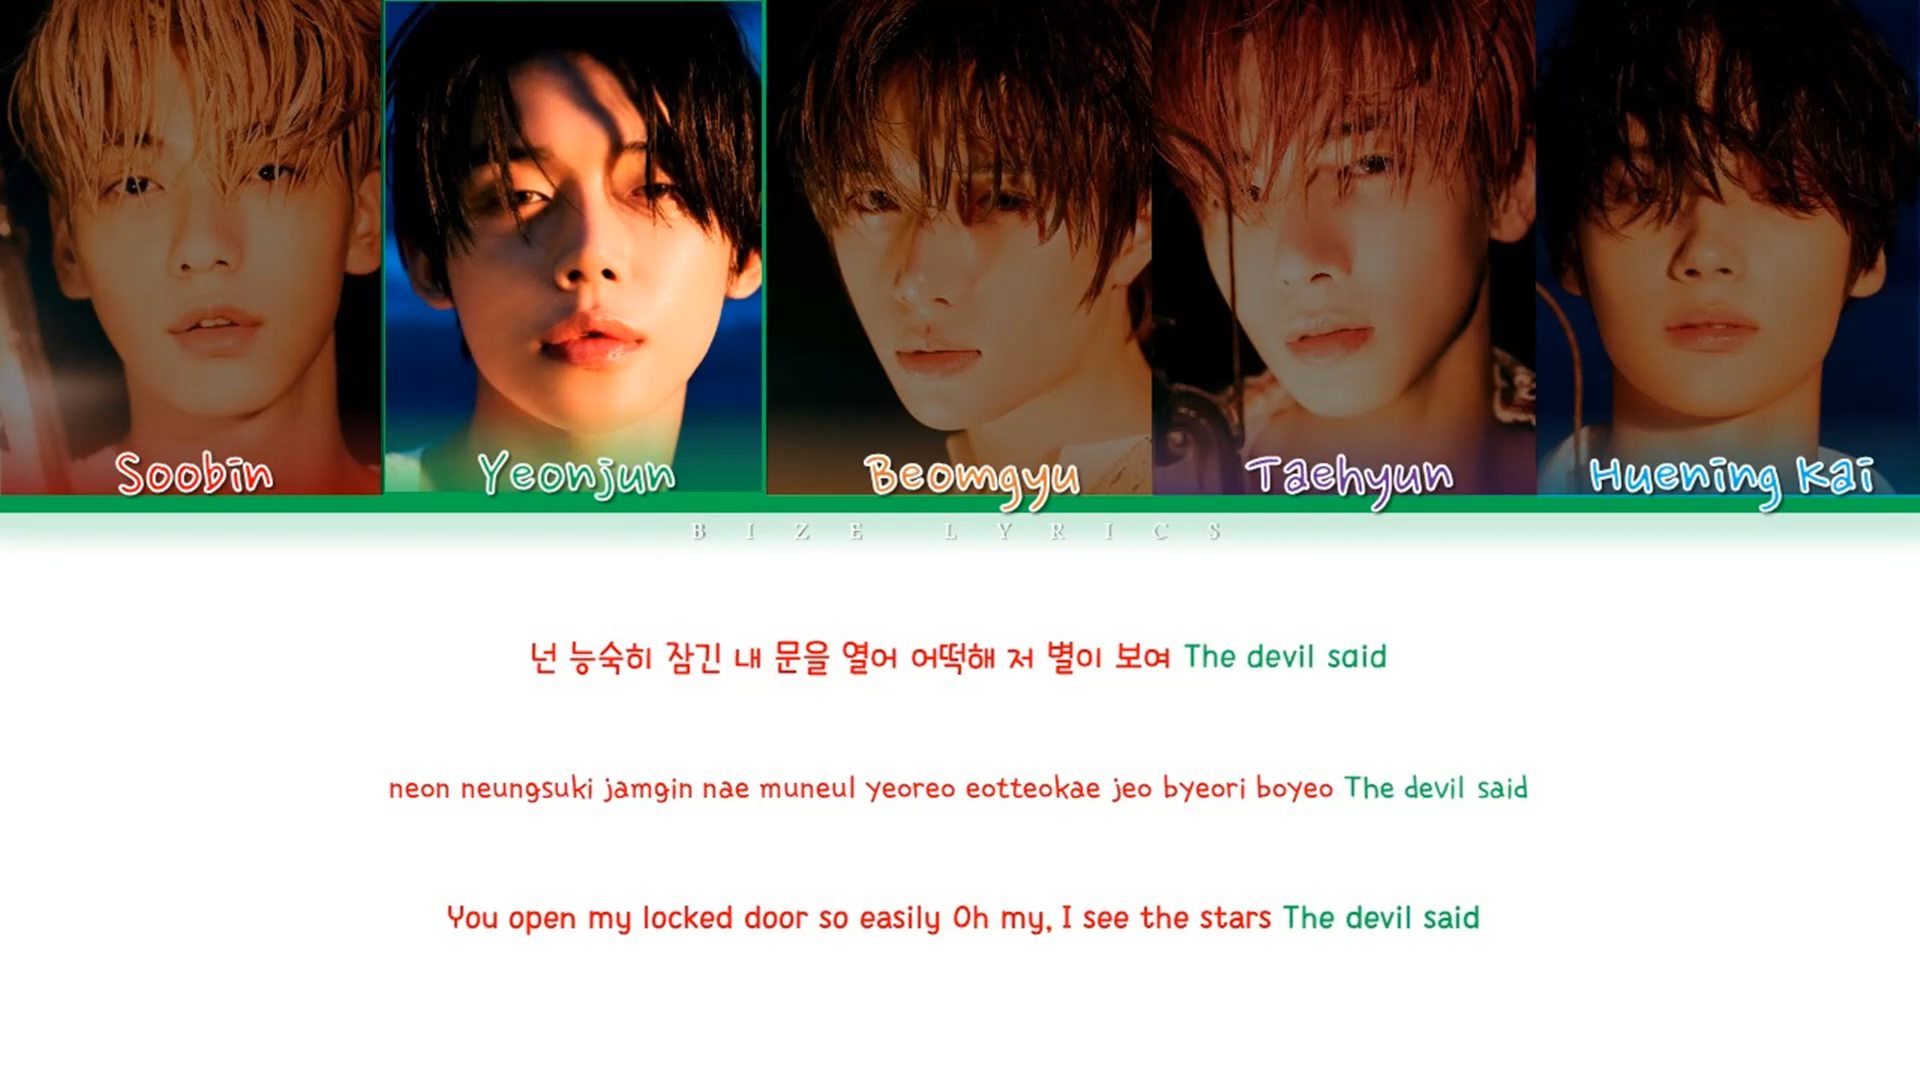 Soobin Yeonjun Beomgyu Taehyun Huening Kai
BIZE LYRICS
넌 능숙히 잠긴 내 문을 열어 어떡해 저 별이 보여 The devil said
neon neungsuki jamgin nae muneul yeoreo eotteokae jeo byeori boyeo The devil said
You open my locked door so easily Oh my, I see the stars The devil said